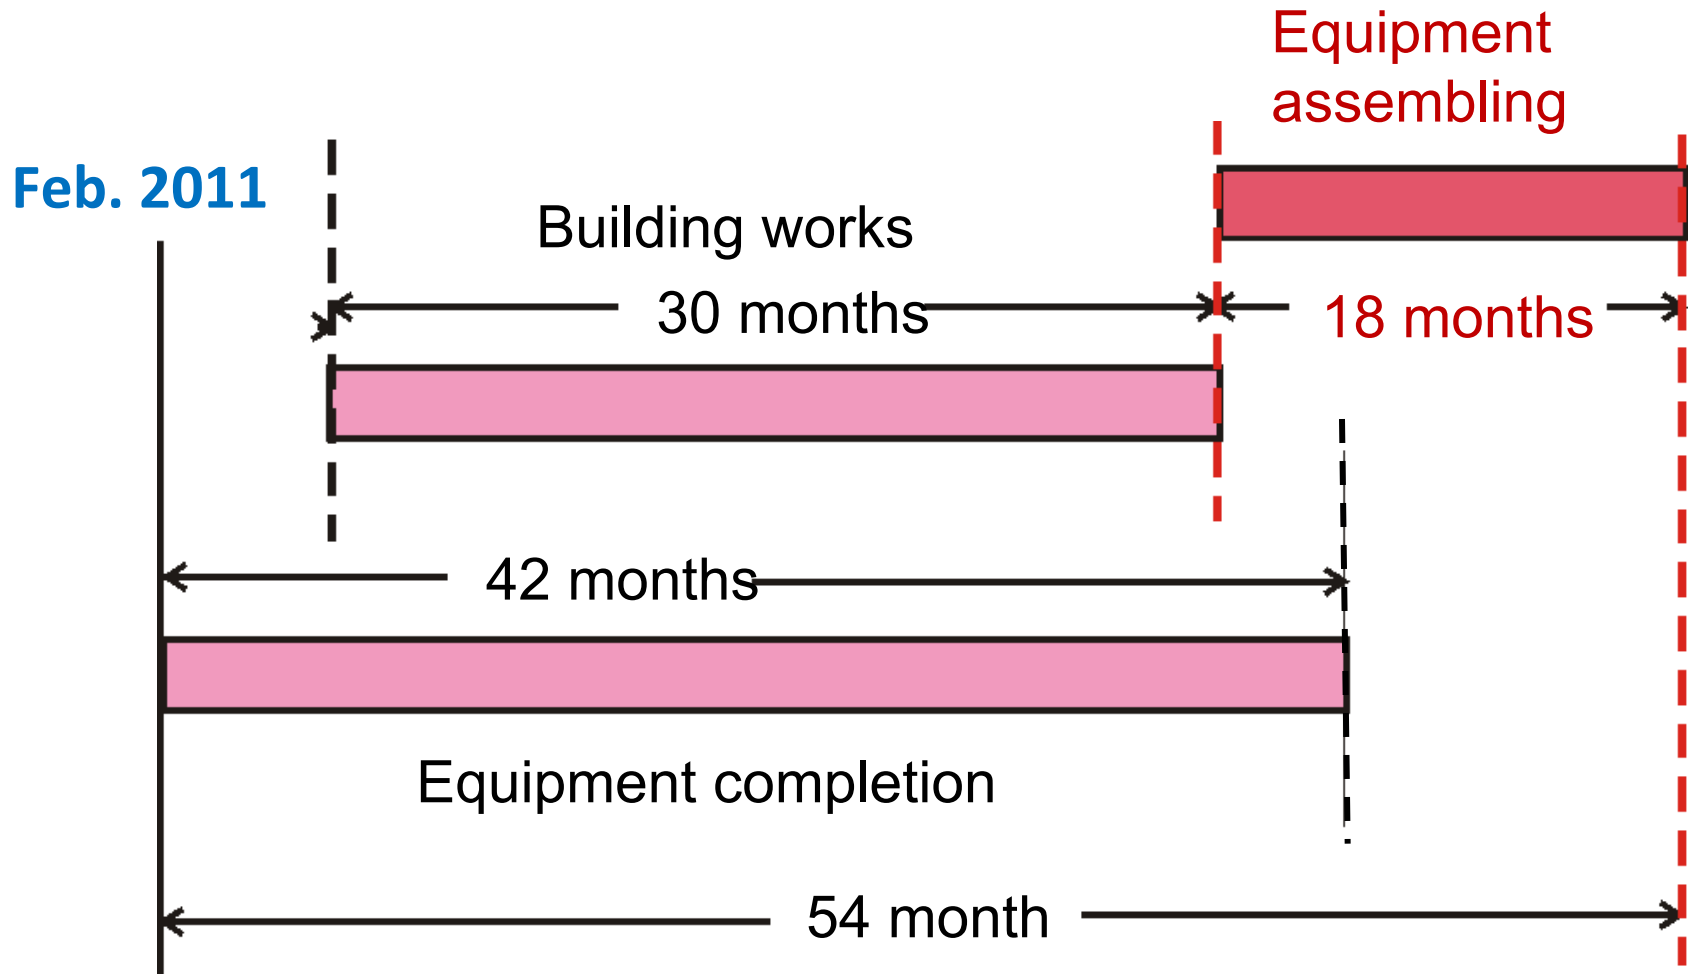 Equipment
assembling
Feb. 2011
Building works
30 months
18 months
42 months
Equipment completion
54 month